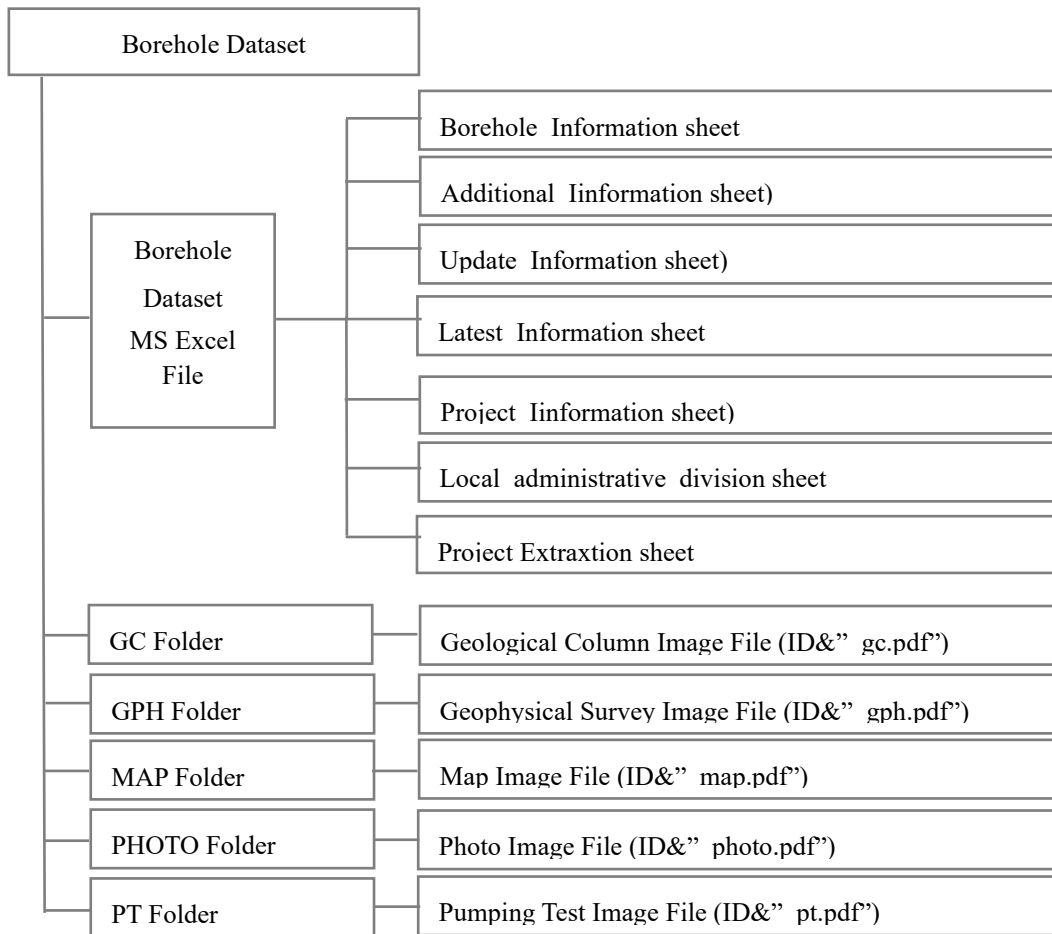 Borehole Dataset
Borehole Information sheet
Additional Iinformation sheet)
Update Information sheet)
Borehole
Dataset
MS Excel
File
Latest Information sheet
Project Iinformation sheet)
Local administrative division sheet
Project Extraxtion sheet
GC Folder
Geological Column Image File (ID&” gc.pdf”)
GPH Folder
Geophysical Survey Image File (ID&” gph.pdf”)
MAP Folder
Map Image File (ID&” map.pdf”)
PHOTO Folder
Photo Image File (ID&” photo.pdf”)
PT Folder
Pumping Test Image File (ID&” pt.pdf”)